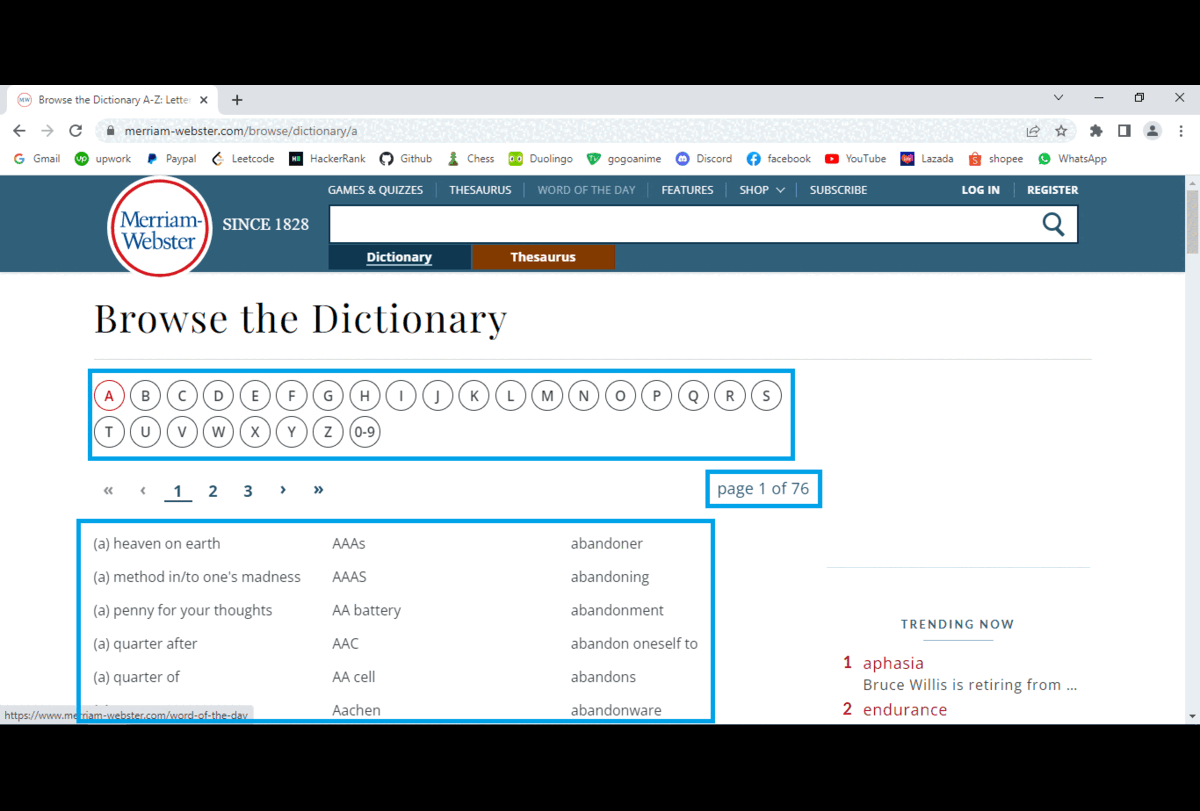 Browse the Dictionary A-Z: Lette
merriam-webster.com/browse/dictionary/a
Gmail upwork Paypal Leetcode HackerRank Github Chess Duolingo gogoanime Discord facebook YouTube Lazada shopee WhatsApp
GAMES & QUIZZES THESAURUS WORD OF THE DAY FEATURES SHOP SUBSCRIBE LOG IN REGISTER
Merriam-
Webster
SINCE 1828
Dictionary Thesaurus
Browse the Dictionary
A B C D E F G H I J K L M N O P Q R S
T U V W X Y Z 0-9
« ‹ 1 2 3 › » page 1 of 76
(a) heaven on earth AAAs abandoner
(a) method in/to one's madness AAAS abandoning
(a) penny for your thoughts AA battery abandonment
(a) quarter after AAC abandon oneself to
(a) quarter of AA cell abandons
Aachen abandonware
TRENDING NOW
1 aphasia
Bruce Willis is retiring from ...
2 endurance
https://www.merriam-webster.com/word-of-the-day